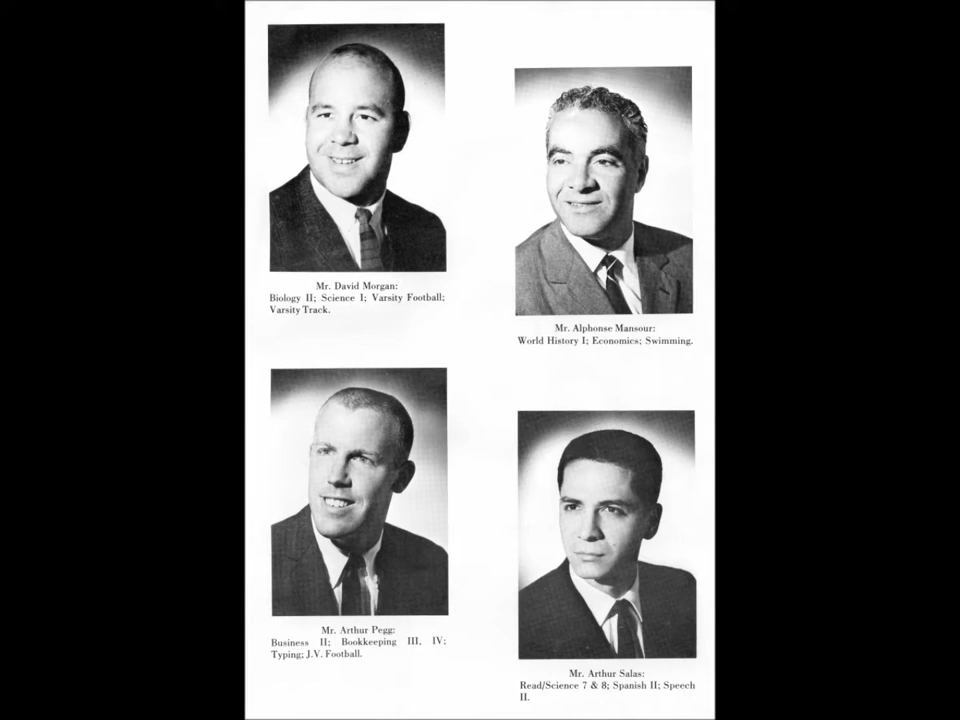 Mr. David Morgan:
Biology II; Science I; Varsity Football;
Varsity Track.
Mr. Alphonse Mansour:
World History I; Economics; Swimming.
Mr. Arthur Pegg:
Business II; Bookkeeping III, IV;
Typing; J.V. Football.
Mr. Arthur Salas:
Read/Science 7 & 8; Spanish II; Speech
II.